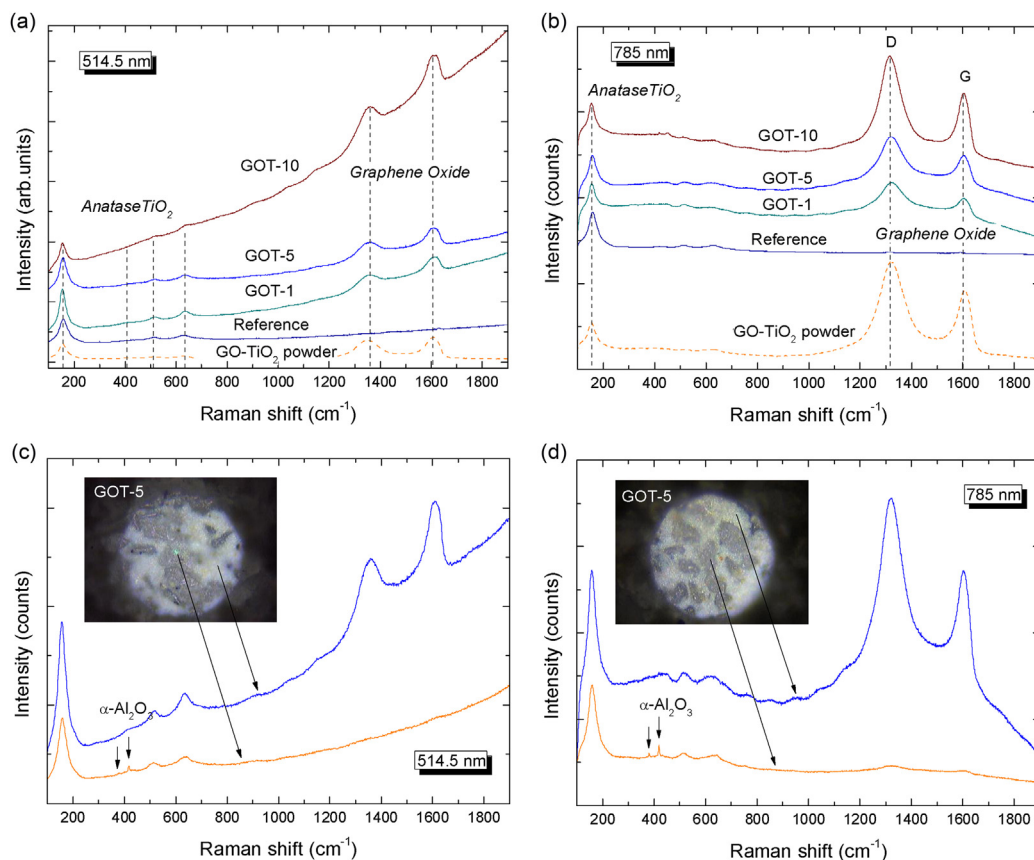 (a)
514.5 nm
AnataseTiO₂
Graphene Oxide
GOT-10
GOT-5
GOT-1
Reference
GO-TiO₂ powder
Intensity (arb.units)
200 400 600 800 1000 1200 1400 1600 1800
Raman shift (cm⁻¹)
(b)
785 nm
D
G
AnataseTiO₂
GOT-10
GOT-5
GOT-1
Reference
Graphene Oxide
GO-TiO₂ powder
Intensity (counts)
200 400 600 800 1000 1200 1400 1600 1800
Raman shift (cm⁻¹)
(c)
GOT-5
α-Al₂O₃
514.5 nm
Intensity (counts)
200 400 600 800 1000 1200 1400 1600 1800
Raman shift (cm⁻¹)
(d)
GOT-5
785 nm
α-Al₂O₃
Intensity (counts)
200 400 600 800 1000 1200 1400 1600 1800
Raman shift (cm⁻¹)